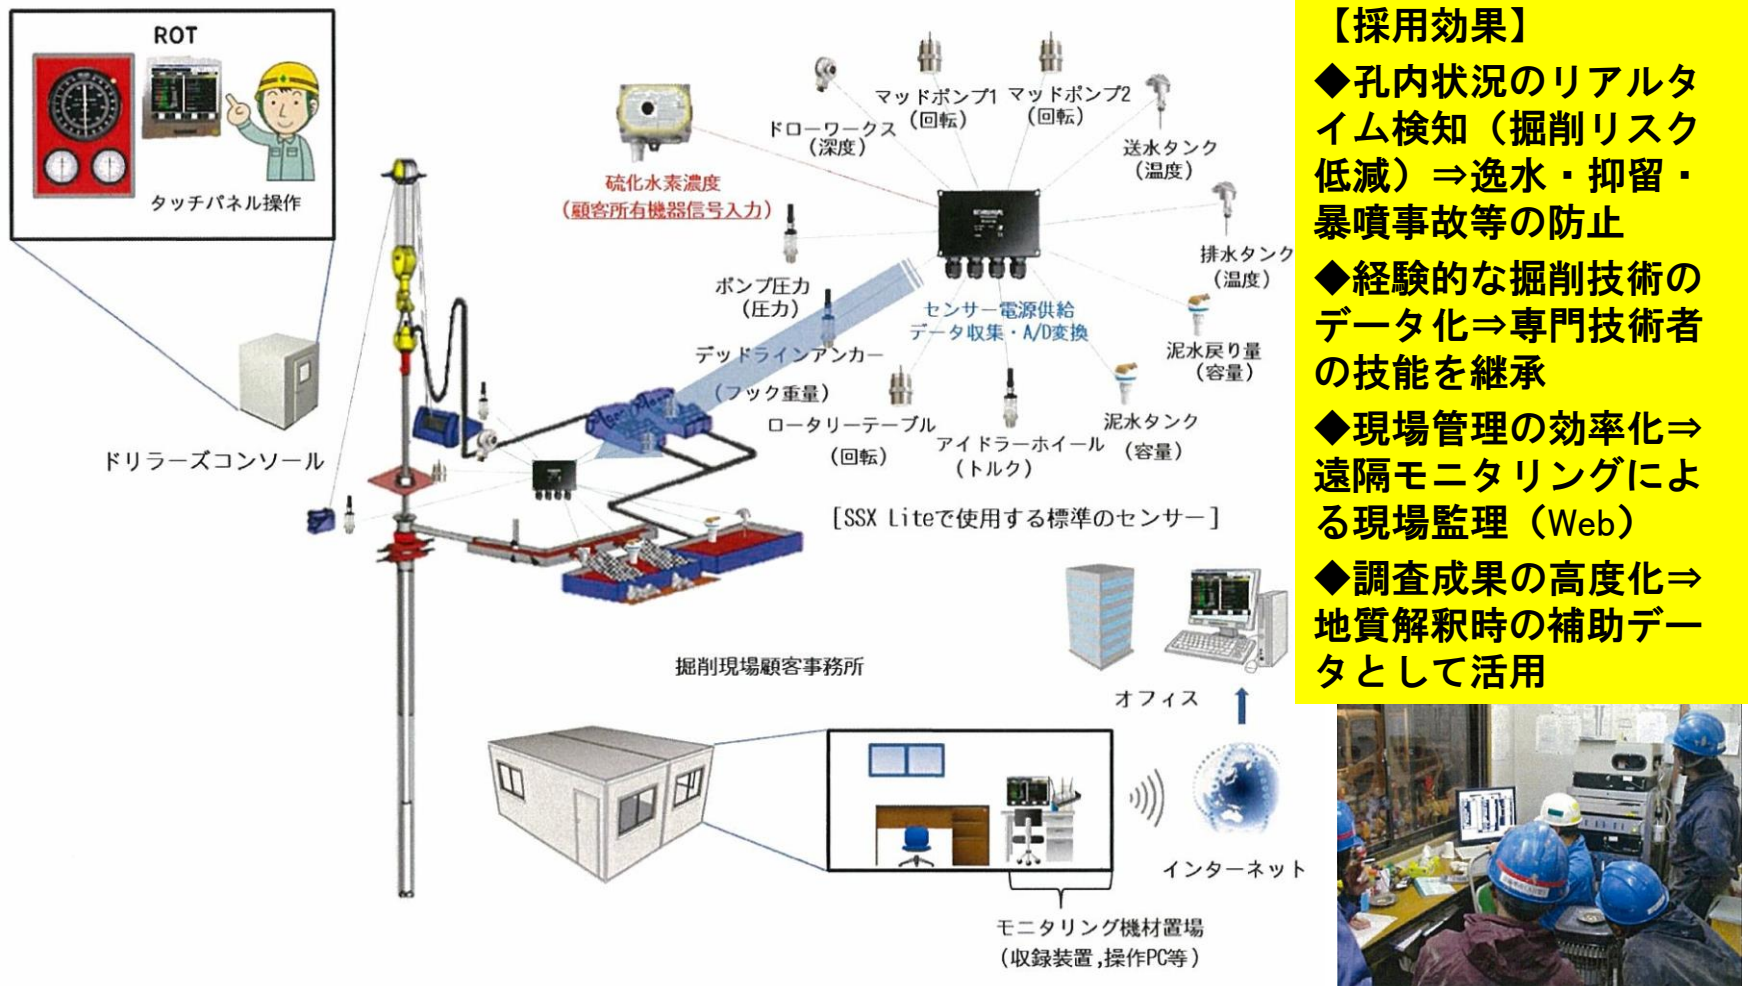 ROT
タッチパネル操作
ドリラーズコンソール
硫化水素濃度
(顧客所有機器信号入力)
ドローワークス
(深度)
マッドポンプ1
(回転)
マッドポンプ2
(回転)
送水タンク
(温度)
排水タンク
(温度)
ポンプ圧力
(圧力)
センサー電源供給
データ収集・A/D変換
デッドラインアンカー
(フック重量)
泥水戻り量
(容量)
ロータリーテーブル
(回転)
アイドラーホイール
(トルク)
泥水タンク
(容量)
[SSX Liteで使用する標準のセンサー]
掘削現場顧客事務所
オフィス
インターネット
モニタリング機材置場
(収録装置,操作PC等)
【採用効果】
◆孔内状況のリアルタ
イム検知（掘削リスク
低減）⇒逸水・抑留・
暴噴事故等の防止
◆経験的な掘削技術の
データ化⇒専門技術者
の技能を継承
◆現場管理の効率化⇒
遠隔モニタリングによ
る現場監理（Web）
◆調査成果の高度化⇒
地質解釈時の補助デー
タとして活用